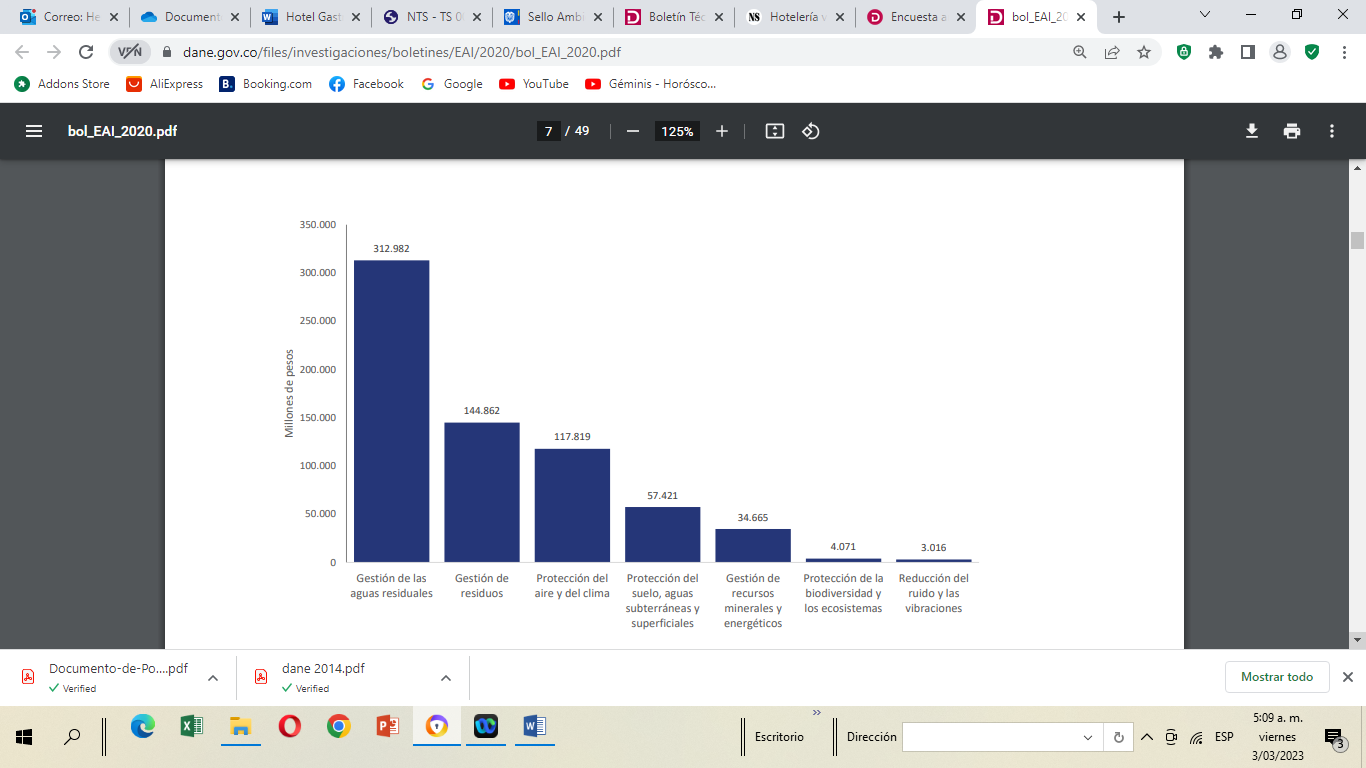 Correo: He
Document
Hotel Gast
NTS - TS 0
Sello Ambi
Boletín Téc
Hotelería v
Encuesta a
bol_EAI_20
VPN
dane.gov.co/files/investigaciones/boletines/EAI/2020/bol_EAI_2020.pdf
Addons Store
AliExpress
Booking.com
Facebook
Google
YouTube
Géminis - Horósco...
bol_EAI_2020.pdf
7 / 49
125%
Millones de pesos
350.000
300.000
250.000
200.000
150.000
100.000
50.000
0
312.982
144.862
117.819
57.421
34.665
4.071
3.016
Gestión de las
aguas residuales
Gestión de
residuos
Protección del
aire y del clima
Protección del
suelo, aguas
subterráneas y
superficiales
Gestión de
recursos
minerales y
energéticos
Protección de la
biodiversidad y
los ecosistemas
Reducción del
ruido y las
vibraciones
Documento-de-Po....pdf
Verified
dane 2014.pdf
Verified
Mostrar todo
Escritorio
»
Dirección
ESP
5:09 a. m.
viernes
3/03/2023
3